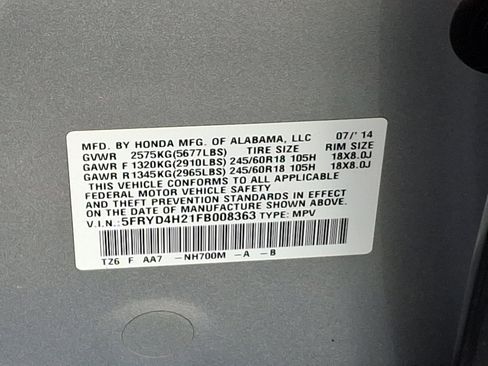 MFD. BY HONDA MFG. OF ALABAMA, LLC 07/'14
GVWR 2575KG(5677LBS) TIRE SIZE RIM SIZE
GAWR F 1320KG(2910LBS) 245/60R18 105H 18X8.0J
GAWR R 1345KG(2965LBS) 245/60R18 105H 18X8.0J
THIS VEHICLE CONFORMS TO ALL APPLICABLE
FEDERAL MOTOR VEHICLE SAFETY
AND THEFT PREVENTION STANDARDS IN EFFECT
ON THE DATE OF MANUFACTURE SHOWN ABOVE.
V.I.N.: 5FRYD4H21FB008363 TYPE: MPV
TZ6 F AA7 -NH700M -A -B